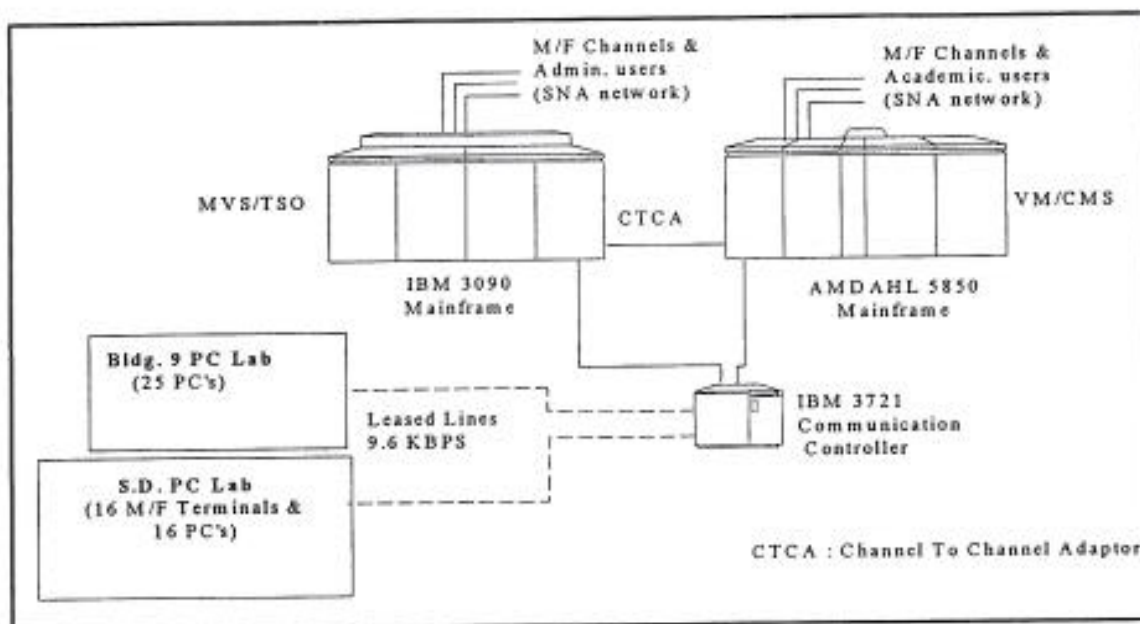 M/F Channels &
Admin. users
(SNA network)
M/F Channels &
Academic. users
(SNA network)
MVS/TSO
CTCA
VM/CMS
IBM 3090
Mainframe
AMDAHL 5850
Mainframe
Bldg. 9 PC Lab
(25 PC's)
Leased Lines
9.6 KBPS
IBM 3721
Communication
Controller
S.D. PC Lab
(16 M/F Terminals &
16 PC's)
CTCA : Channel To Channel Adaptor